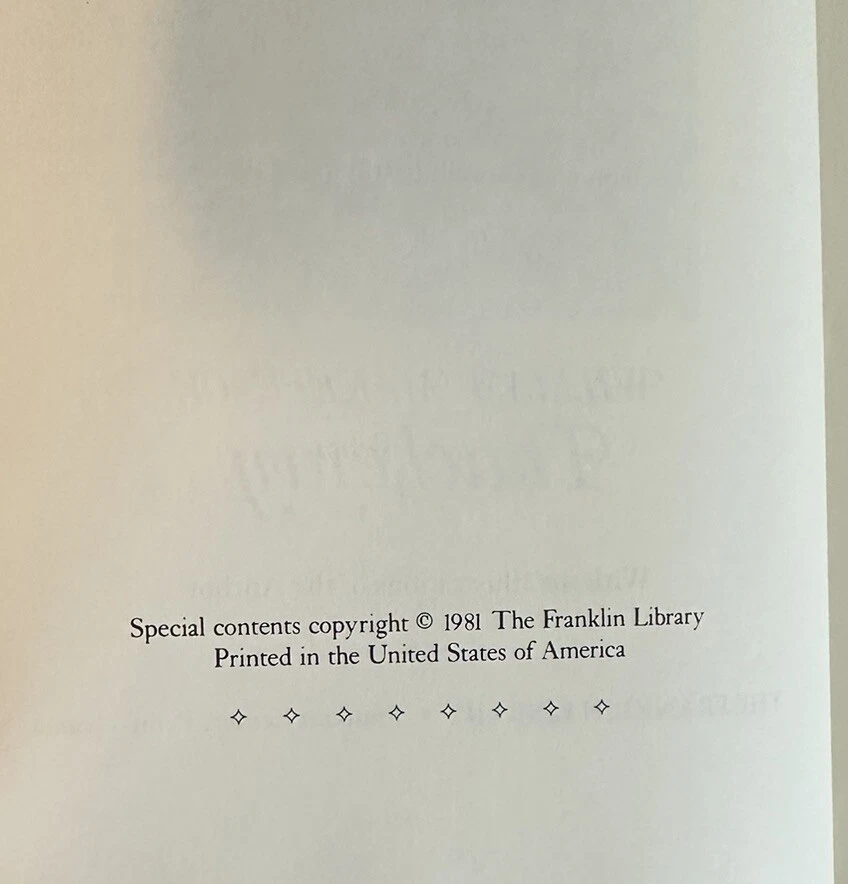 Special contents copyright © 1981 The Franklin Library
Printed in the United States of America